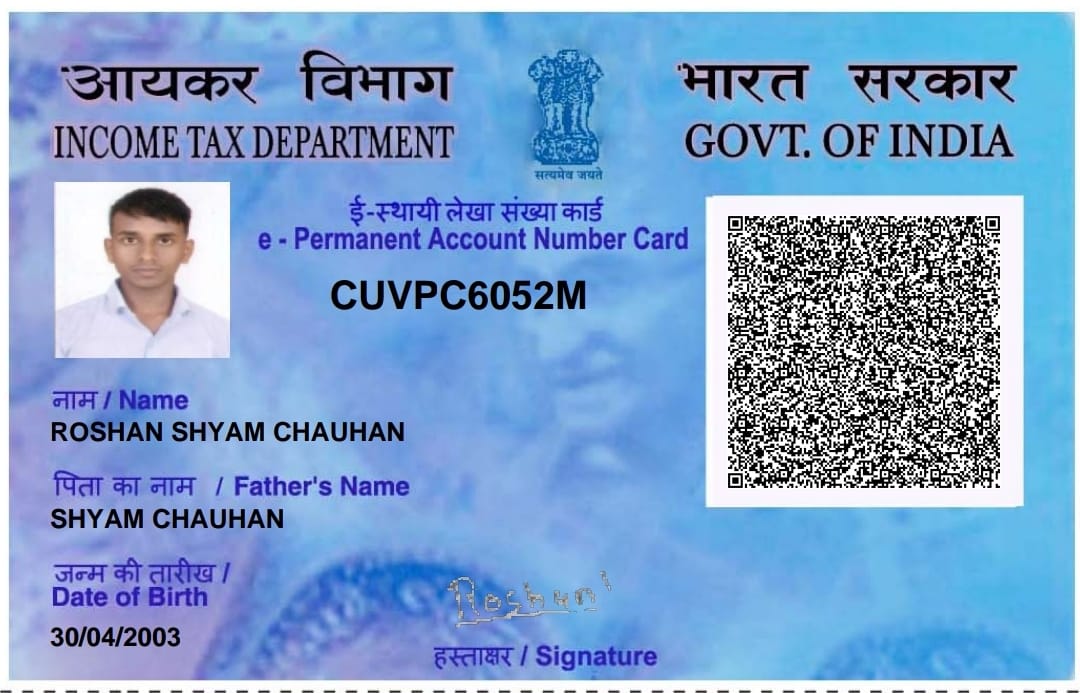 आयकर विभाग
INCOME TAX DEPARTMENT
सत्यमेव जयते
भारत सरकार
GOVT. OF INDIA
ई-स्थायी लेखा संख्या कार्ड
e - Permanent Account Number Card
CUVPC6052M
नाम / Name
ROSHAN SHYAM CHAUHAN
पिता का नाम / Father's Name
SHYAM CHAUHAN
जन्म की तारीख /
Date of Birth
30/04/2003
Roshan
हस्ताक्षर / Signature